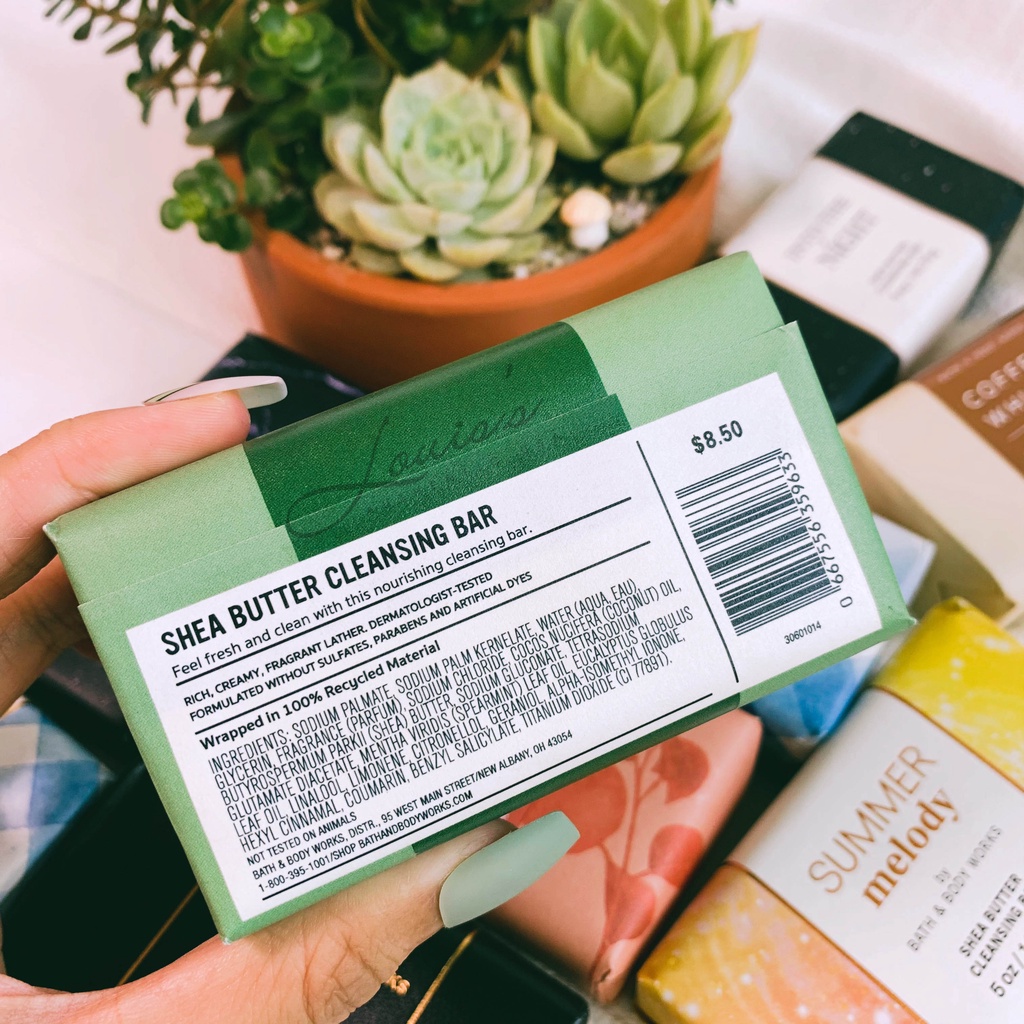 Louisa's
SHEA BUTTER CLEANSING BAR
Feel fresh and clean with this nourishing cleansing bar.
RICH, CREAMY, FRAGRANT LATHER, DERMATOLOGIST-TESTED
FORMULATED WITHOUT SULFATES, PARABENS AND ARTIFICIAL DYES
Wrapped in 100% Recycled Material
INGREDIENTS: SODIUM PALMATE, SODIUM PALM KERNELATE, WATER (AQUA, EAU),
GLYCERIN, FRAGRANCE (PARFUM), SODIUM CHLORIDE, COCOS NUCIFERA (COCONUT) OIL,
BUTYROSPERMUM PARKII (SHEA) BUTTER, SODIUM GLUCONATE, TETRASODIUM
GLUTAMATE DIACETATE, MENTHA VIRIDIS (SPEARMINT) LEAF OIL, EUCALYPTUS GLOBULUS
LEAF OIL, LINALOOL, LIMONENE, CITRONELLOL, GERANIOL, ALPHA-ISOMETHYL IONONE,
HEXYL CINNAMAL, COUMARIN, BENZYL SALICYLATE, TITANIUM DIOXIDE (CI 77891).
NOT TESTED ON ANIMALS
BATH & BODY WORKS, DISTR., 95 WEST MAIN STREET/NEW ALBANY, OH 43054
1-800-395-1001/SHOP BATHANDBODYWORKS.COM
$8.50
0 667556 359633
30601014
NIGHT
COFFEE
SUMMER
melody
by
BATH & BODY WORKS
SHEA BUTTER
CLEANSING
5 oz /